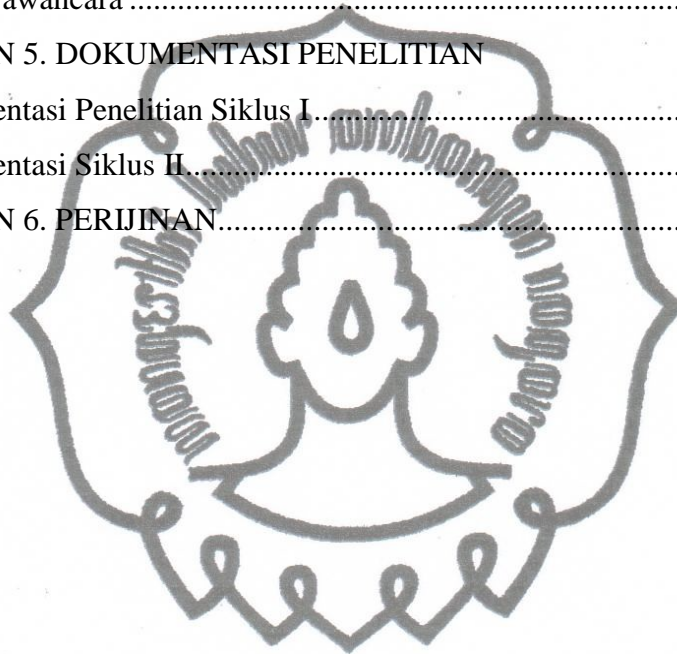 awancara ........................................................................
N 5. DOKUMENTASI PENELITIAN
entasi Penelitian Siklus I ................................................
entasi Siklus II................................................................
N 6. PERIJINAN............................................................